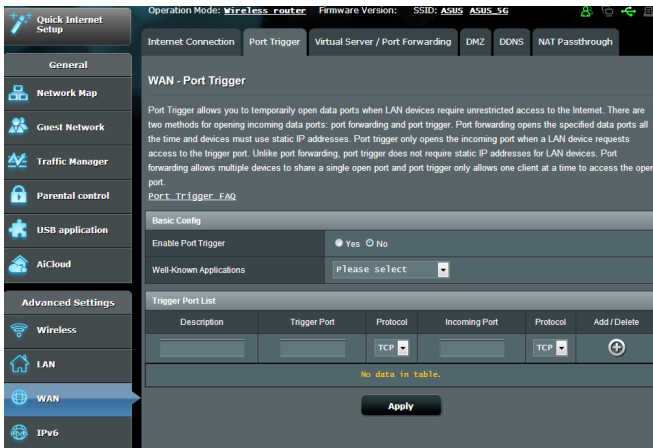 Quick Internet
Setup
Operation Mode: Wireless router Firmware Version: SSID: ASUS ASUS_5G
Internet Connection Port Trigger Virtual Server / Port Forwarding DMZ DDNS NAT Passthrough
General
Network Map
Guest Network
Traffic Manager
Parental control
USB application
AiCloud
Advanced Settings
Wireless
LAN
WAN
IPv6
WAN - Port Trigger
Port Trigger allows you to temporarily open data ports when LAN devices require unrestricted access to the Internet. There are
two methods for opening incoming data ports: port forwarding and port trigger. Port forwarding opens the specified data ports all
the time and devices must use static IP addresses. Port trigger only opens the incoming port when a LAN device requests
access to the trigger port. Unlike port forwarding, port trigger does not require static IP addresses for LAN devices. Port
forwarding allows multiple devices to share a single open port and port trigger only allows one client at a time to access the open
port.
Port Trigger FAQ
Basic Config
Enable Port Trigger Yes No
Well-Known Applications Please select
Trigger Port List
Description Trigger Port Protocol Incoming Port Protocol Add / Delete
TCP TCP
No data in table.
Apply